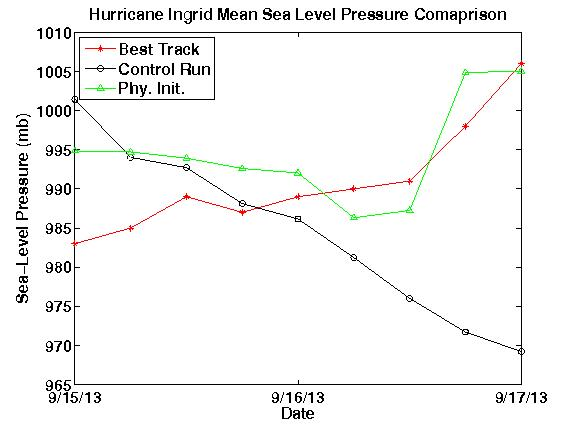 Hurricane Ingrid Mean Sea Level Pressure Comaprison
Best Track
Control Run
Phy. Init.
Sea-Level Pressure (mb)
1010
1005
1000
995
990
985
980
975
970
965
9/15/13
9/16/13
9/17/13
Date